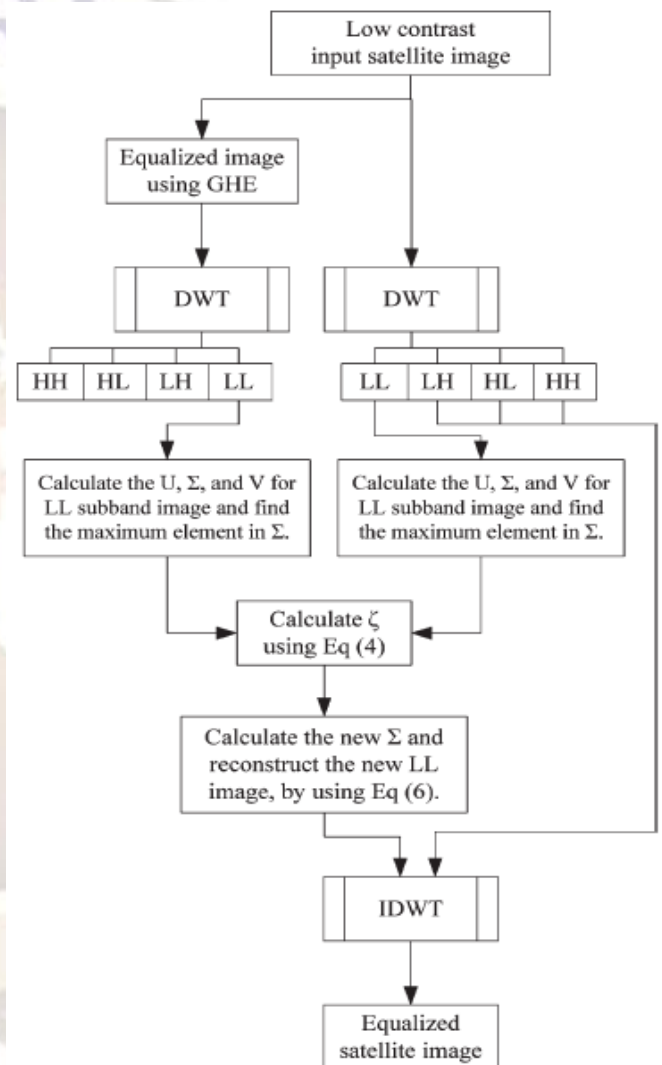 Low contrast
input satellite image
Equalized image
using GHE
DWT
DWT
HH HL LH LL
LL LH HL HH
Calculate the U, Σ, and V for
LL subband image and find
the maximum element in Σ.
Calculate the U, Σ, and V for
LL subband image and find
the maximum element in Σ.
Calculate ζ
using Eq (4)
Calculate the new Σ and
reconstruct the new LL
image, by using Eq (6).
IDWT
Equalized
satellite image